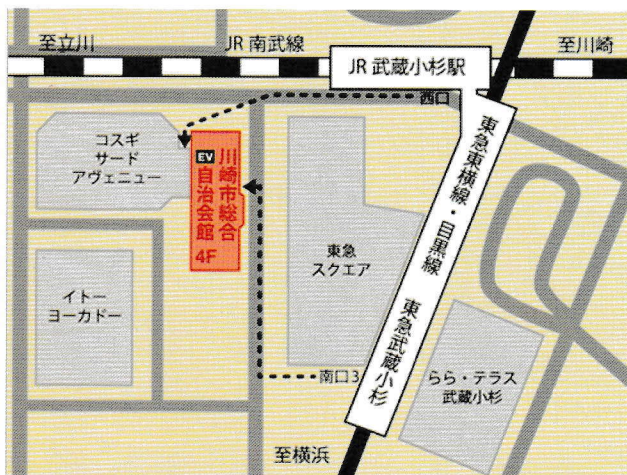 至立川
JR 南武線
至川崎
JR 武蔵小杉駅
西口
コスギ
サード
アヴェニュー
EV
川崎市総合
自治会館
4F
東急
スクエア
東急東横線・目黒線 東急武蔵小杉
イトー
ヨーカドー
南口3
らら・テラス
武蔵小杉
至横浜